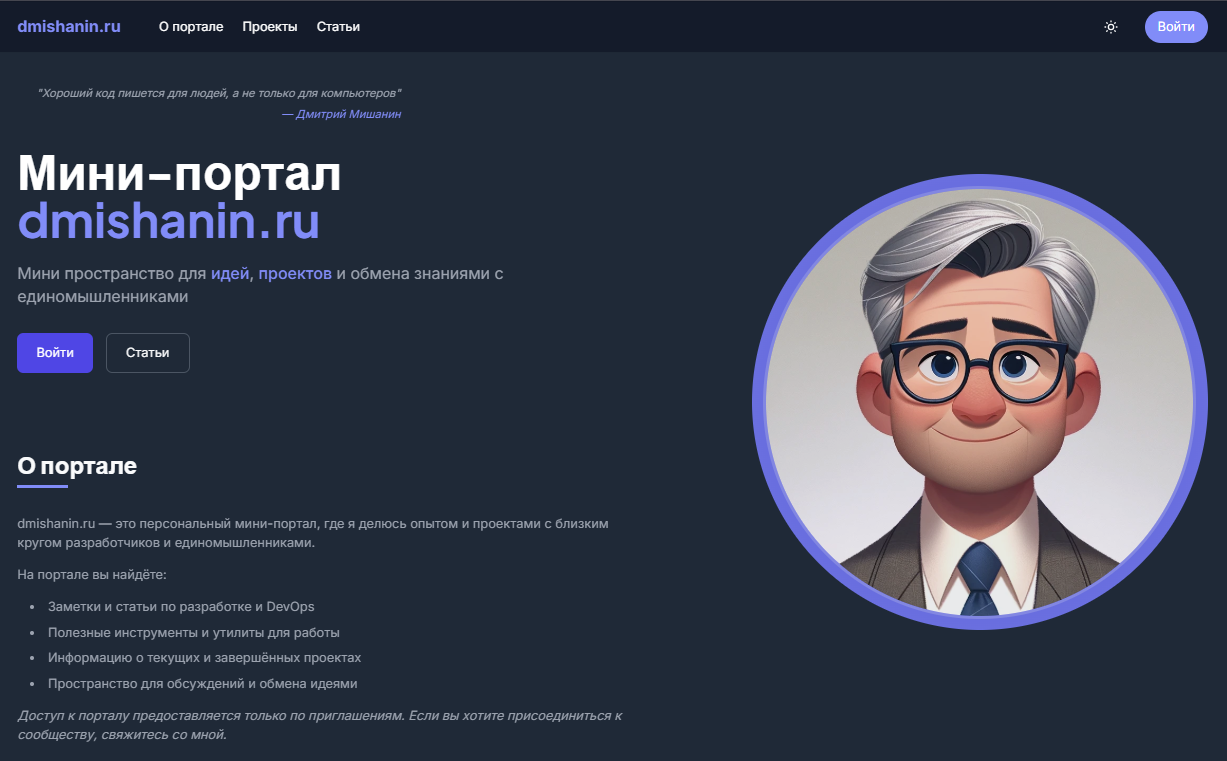 dmishanin.ru О портале Проекты Статьи Войти
"Хороший код пишется для людей, а не только для компьютеров"
— Дмитрий Мишанин
Мини-портал
dmishanin.ru
Мини пространство для идей, проектов и обмена знаниями с
единомышленниками
Войти Статьи
О портале
dmishanin.ru — это персональный мини-портал, где я делюсь опытом и проектами с близким
кругом разработчиков и единомышленниками.
На портале вы найдёте:
• Заметки и статьи по разработке и DevOps
• Полезные инструменты и утилиты для работы
• Информацию о текущих и завершённых проектах
• Пространство для обсуждений и обмена идеями
Доступ к порталу предоставляется только по приглашениям. Если вы хотите присоединиться к
сообществу, свяжитесь со мной.